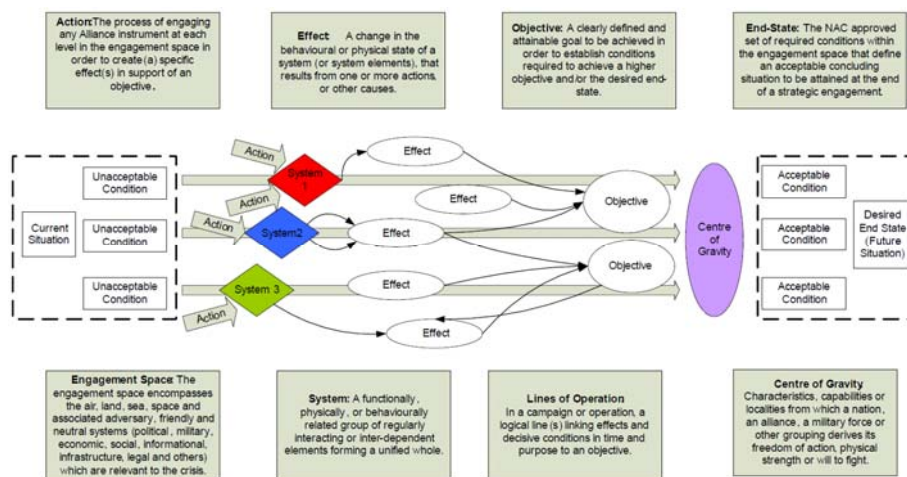 Action:The process of engaging
any Alliance instrument at each
level in the engagement space in
order to create(a) specific
effect(s) in support of an
objective.
Effect: A change in the
behavioural or physical state of a
system (or system elements), that
results from one or more actions,
or other causes.
Objective: A clearly defined and
attainable goal to be achieved in
order to establish conditions
required to achieve a higher
objective and/or the desired end-
state.
End-State: The NAC approved
set of required conditions within
the engagement space that define
an acceptable concluding
situation to be attained at the end
of a strategic engagement.
Current
Situation
Unacceptable
Condition
Unacceptable
Condition
Unacceptable
Condition
Action
Action
Action
Action
System
1
System2
System 3
Effect
Effect
Effect
Effect
Effect
Objective
Objective
Centre
of
Gravity
Acceptable
Condition
Acceptable
Condition
Acceptable
Condition
Desired
End State
(Future
Situation)
Engagement Space: The
engagement space encompasses
the air, land, sea, space and
associated adversary, friendly and
neutral systems (political, military,
economic, social, informational,
infrastructure, legal and others)
which are relevant to the crisis.
System: A functionally,
physically, or behaviourally
related group of regularly
interacting or inter-dependent
elements forming a unified whole.
Lines of Operation
In a campaign or operation, a
logical line(s) linking effects and
decisive conditions in time and
purpose to an objective.
Centre of Gravity
Characteristics, capabilities or
localities from which a nation,
an alliance, a military force or
other grouping derives its
freedom of action, physical
strength or will to fight.